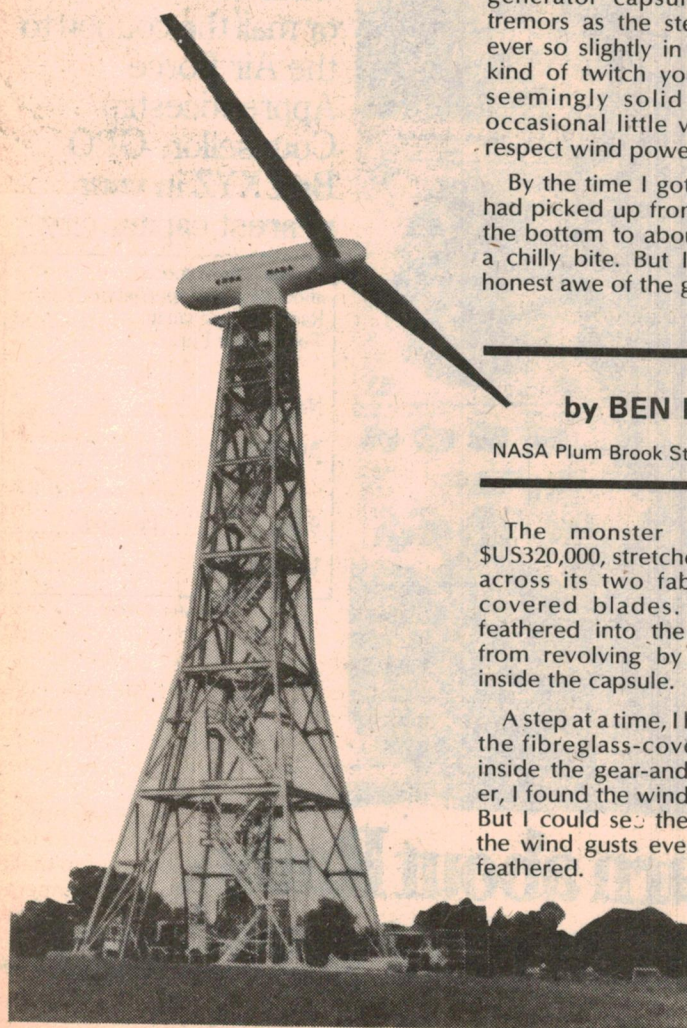 generator capsul
tremors as the ste
ever so slightly in
kind of twitch yo
seemingly solid
occasional little v
respect wind powe
By the time I got
had picked up from
the bottom to abou
a chilly bite. But I
honest awe of the g
by BEN
NASA Plum Brook St
The monster
$US320,000, stretche
across its two fab
covered blades.
feathered into the
from revolving by
inside the capsule.
A step at a time, I l
the fibreglass-cove
inside the gear-and
er, I found the wind
But I could see the
the wind gusts eve
feathered.
ERDA NASA